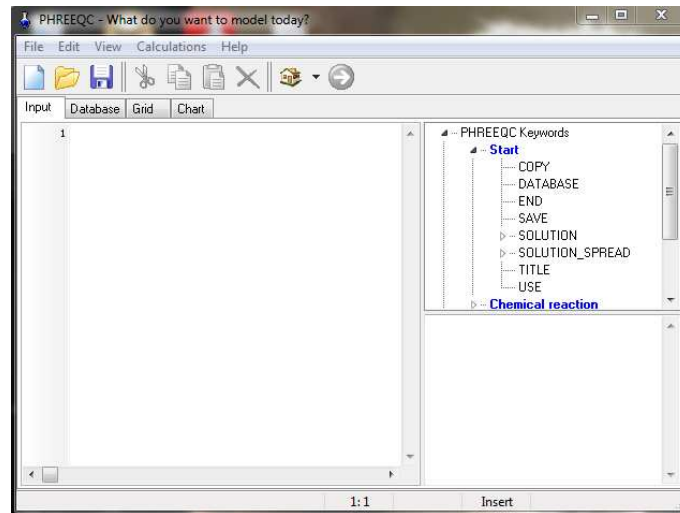 PHREEQC - What do you want to model today?
File Edit View Calculations Help
Input Database Grid Chart
1
PHREEQC Keywords
Start
COPY
DATABASE
END
SAVE
SOLUTION
SOLUTION_SPREAD
TITLE
USE
Chemical reaction
1:1 Insert